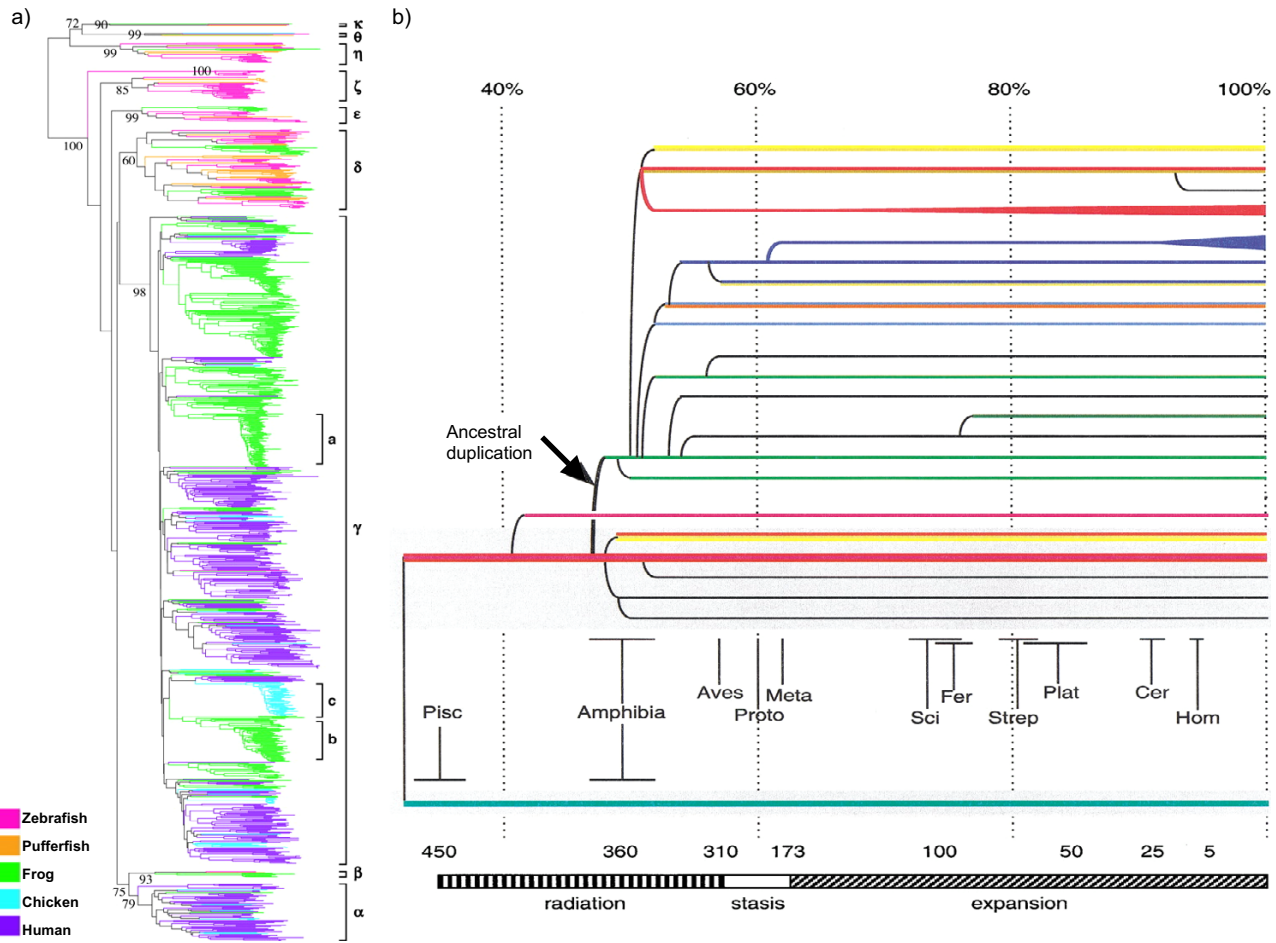 a)
72
90
κ
99
θ
99
η
100
85
ζ
99
ε
100
60
δ
98
a
γ
c
b
93
β
75
79
α
Zebrafish
Pufferfish
Frog
Chicken
Human
b)
40%
60%
80%
100%
Ancestral
duplication
Pisc
Amphibia
Aves
Proto
Meta
Sci
Fer
Strep
Plat
Cer
Hom
450
360
310
173
100
50
25
5
radiation
stasis
expansion